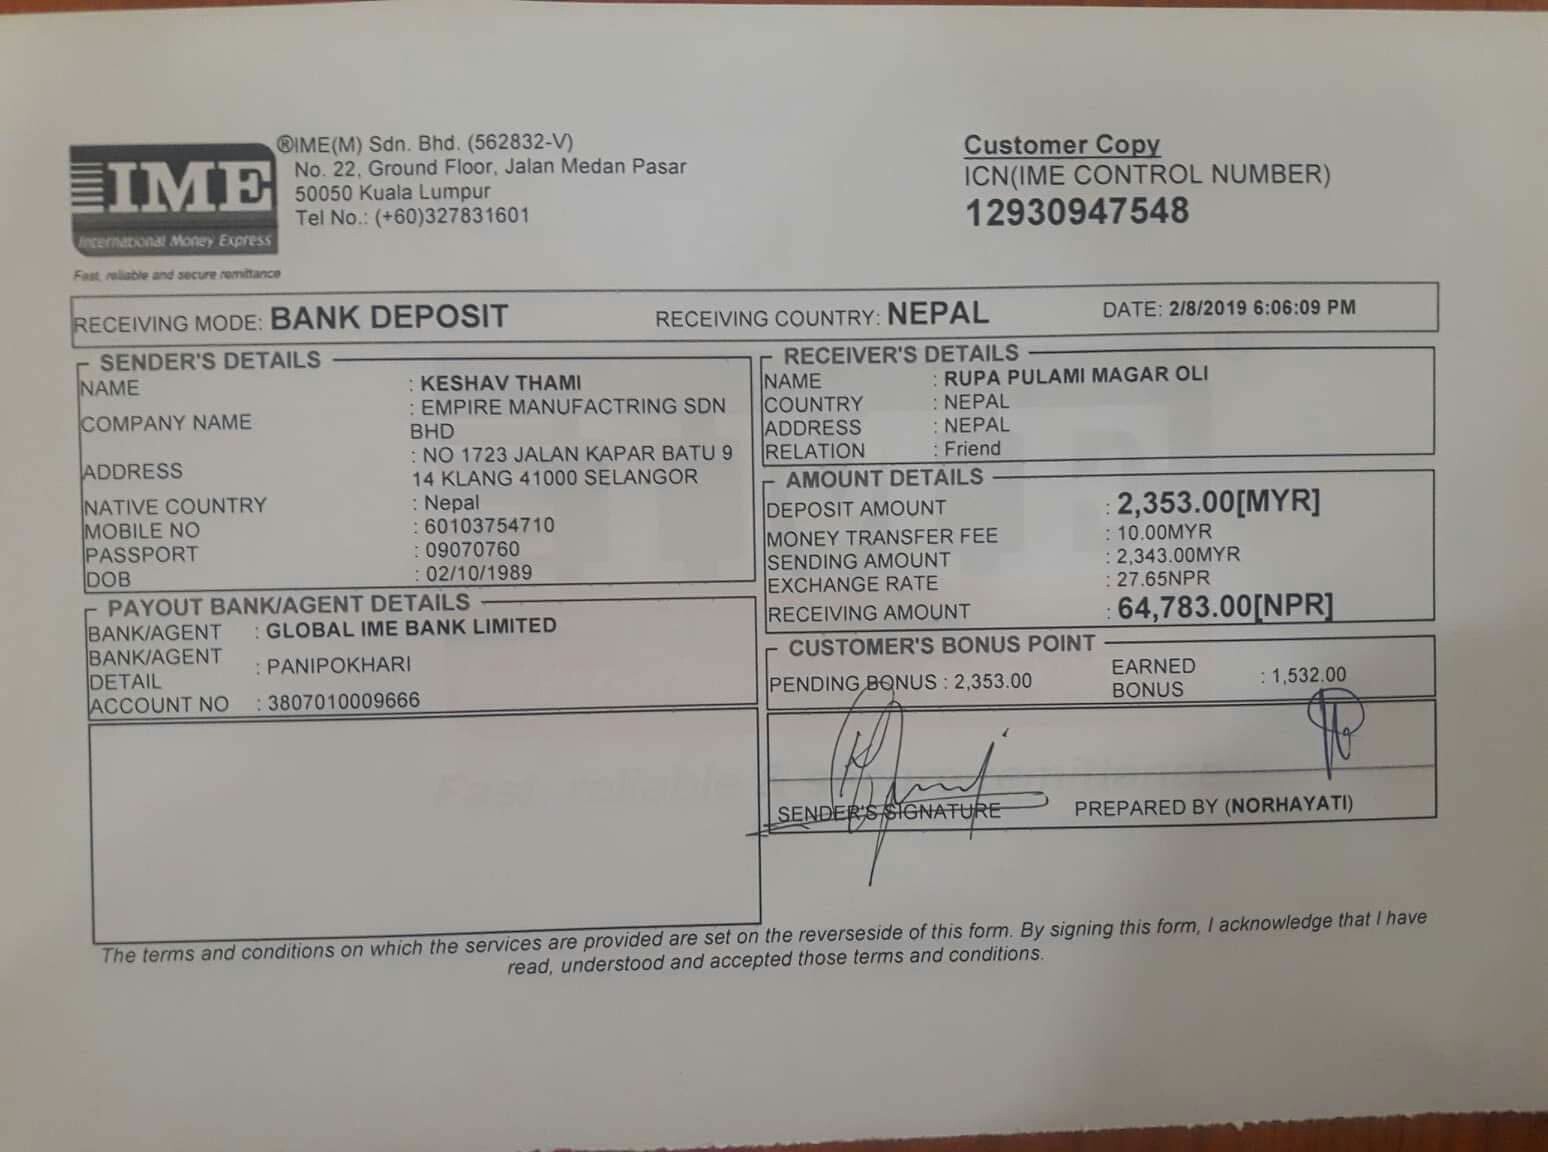 IME
International Money Express
Fast, reliable and secure remittance
®IME(M) Sdn. Bhd. (562832-V)
No. 22, Ground Floor, Jalan Medan Pasar
50050 Kuala Lumpur
Tel No.: (+60)327831601
Customer Copy
ICN(IME CONTROL NUMBER)
12930947548
RECEIVING MODE: BANK DEPOSIT RECEIVING COUNTRY: NEPAL DATE: 2/8/2019 6:06:09 PM
SENDER'S DETAILS
NAME : KESHAV THAMI
COMPANY NAME : EMPIRE MANUFACTRING SDN
BHD
ADDRESS : NO 1723 JALAN KAPAR BATU 9
14 KLANG 41000 SELANGOR
NATIVE COUNTRY : Nepal
MOBILE NO : 60103754710
PASSPORT : 09070760
DOB : 02/10/1989
RECEIVER'S DETAILS
NAME : RUPA PULAMI MAGAR OLI
COUNTRY : NEPAL
ADDRESS : NEPAL
RELATION : Friend
AMOUNT DETAILS
DEPOSIT AMOUNT : 2,353.00[MYR]
MONEY TRANSFER FEE : 10.00MYR
SENDING AMOUNT : 2,343.00MYR
EXCHANGE RATE : 27.65NPR
RECEIVING AMOUNT : 64,783.00[NPR]
PAYOUT BANK/AGENT DETAILS
BANK/AGENT : GLOBAL IME BANK LIMITED
BANK/AGENT
DETAIL : PANIPOKHARI
ACCOUNT NO : 3807010009666
CUSTOMER'S BONUS POINT
PENDING BONUS : 2,353.00 EARNED
BONUS : 1,532.00
SENDER'S SIGNATURE PREPARED BY (NORHAYATI)
The terms and conditions on which the services are provided are set on the reverseside of this form. By signing this form, I acknowledge that I have
read, understood and accepted those terms and conditions.